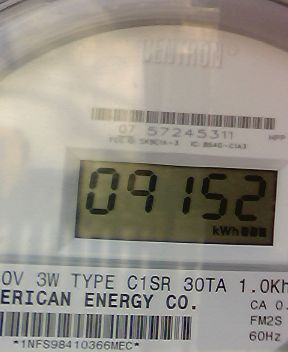 CENTRON®
07 57245311
09152
kWh
0V 3W TYPE C1SR 30TA 1.0Kh
ERICAN ENERGY CO.
CA 0.
FM2S
60Hz
*1NFS98410366MEC*